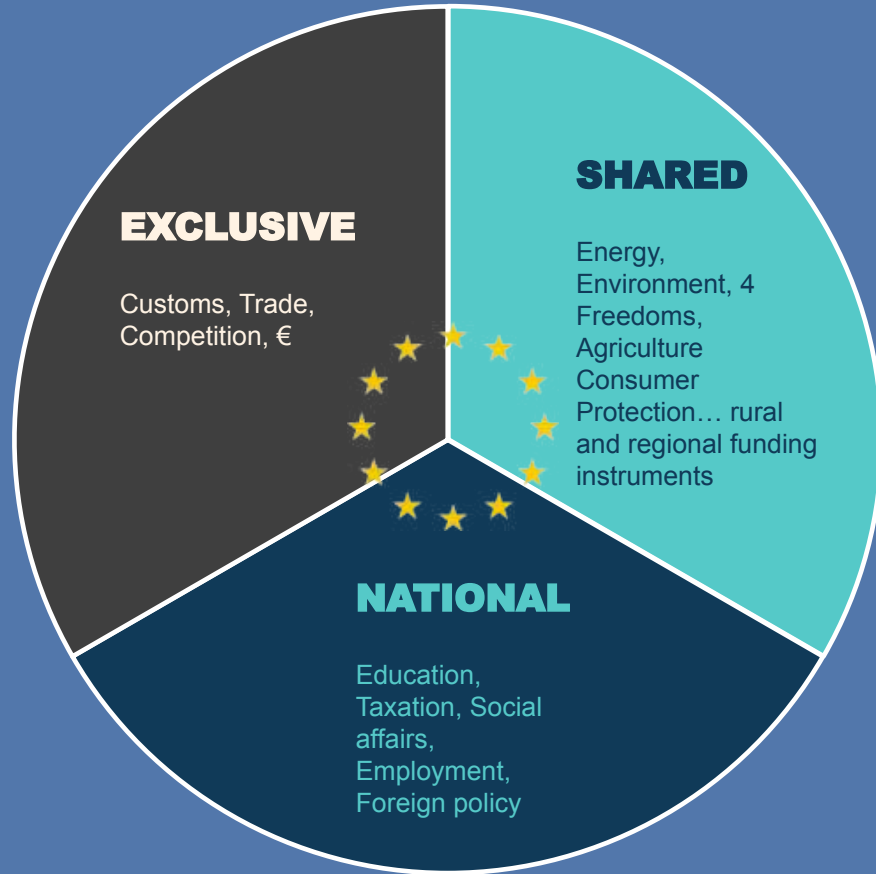 EXCLUSIVE
Customs, Trade,
Competition, €
SHARED
Energy,
Environment, 4
Freedoms,
Agriculture
Consumer
Protection… rural
and regional funding
instruments
NATIONAL
Education,
Taxation, Social
affairs,
Employment,
Foreign policy